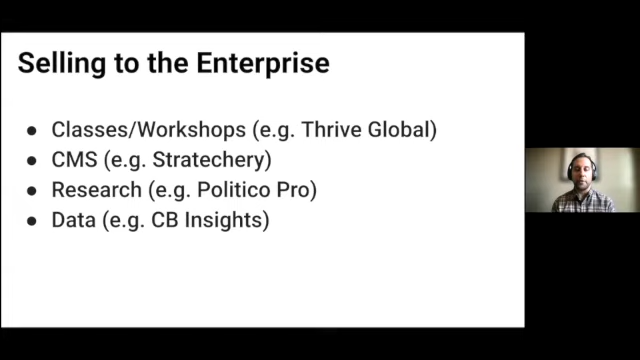 Selling to the Enterprise
● Classes/Workshops (e.g. Thrive Global)
● CMS (e.g. Stratechery)
● Research (e.g. Politico Pro)
● Data (e.g. CB Insights)